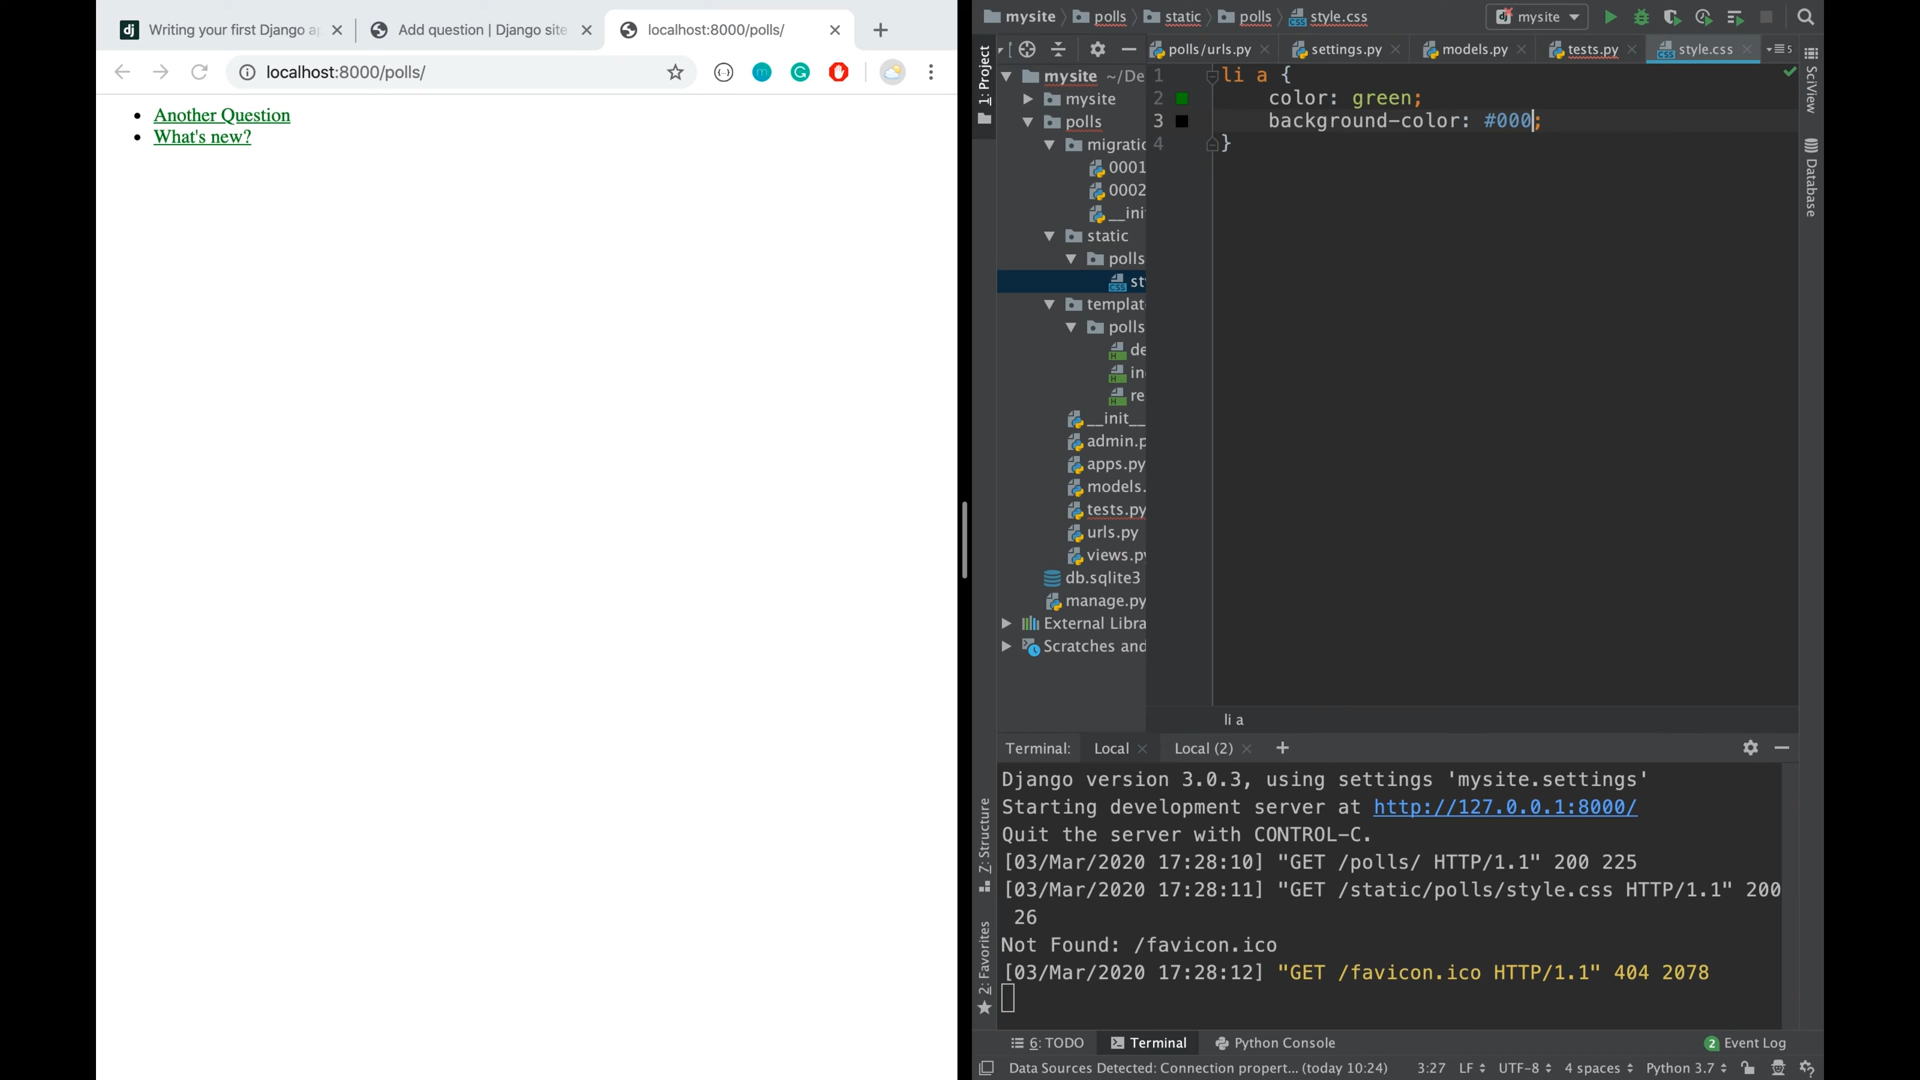 Writing your first Django ap
Add question | Django site
localhost:8000/polls/
localhost:8000/polls/
Another Question
What's new?
mysite
polls
static
polls
style.css
mysite
1: Project
polls/urls.py
settings.py
models.py
tests.py
style.css
5
mysite ~/De
mysite
polls
migratic
0001
0002
__ini
static
polls
st
templat
polls
de
in
re
__init__
admin.p
apps.py
models.
tests.py
urls.py
views.py
db.sqlite3
manage.py
External Libra
Scratches and
1 li a {
2 color: green;
3 background-color: #000;
4 }
SciView
Database
li a
Terminal: Local Local (2)
Django version 3.0.3, using settings 'mysite.settings'
Starting development server at http://127.0.0.1:8000/
Quit the server with CONTROL-C.
[03/Mar/2020 17:28:10] "GET /polls/ HTTP/1.1" 200 225
[03/Mar/2020 17:28:11] "GET /static/polls/style.css HTTP/1.1" 200
26
Not Found: /favicon.ico
[03/Mar/2020 17:28:12] "GET /favicon.ico HTTP/1.1" 404 2078
Z: Structure
2: Favorites
6: TODO
Terminal
Python Console
2 Event Log
Data Sources Detected: Connection propert... (today 10:24)
3:27 LF UTF-8 4 spaces Python 3.7